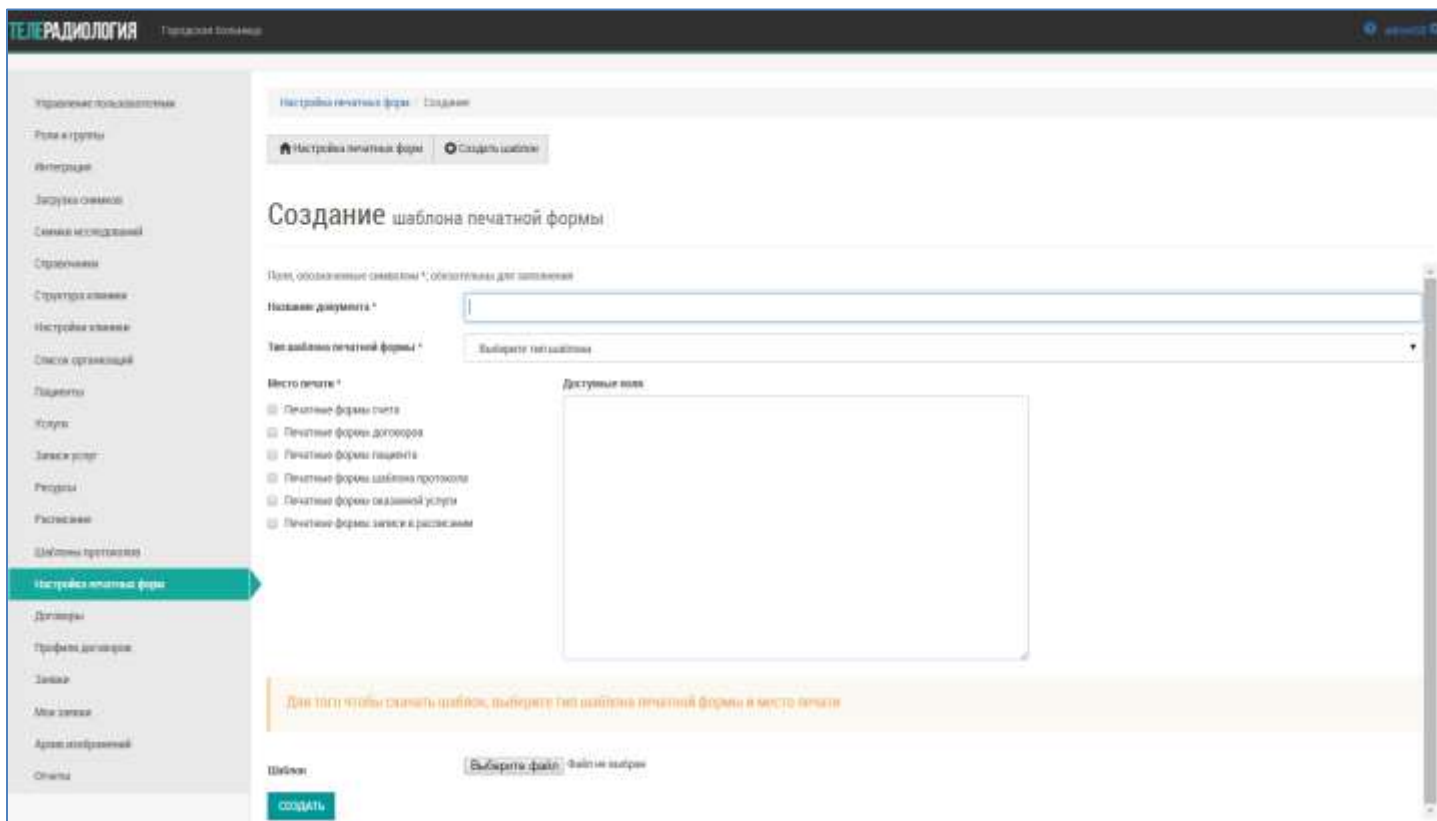 ТЕЛЕРАДИОЛОГИЯ Городская больница
Управление пользователями
Роли и группы
Интеграция
Загрузка снимков
Снимки исследований
Справочники
Структура клиники
Настройка клиники
Список организаций
Пациенты
Услуги
Записи услуг
Ресурсы
Расписание
Шаблоны протоколов
Настройка печатных форм
Договоры
Профили договоров
Заявки
Мои заявки
Архив изображений
Отчеты
Настройка печатных форм / Создание
Настройка печатных форм Создать шаблон
Создание шаблона печатной формы
Поля, обозначенные символом *, обязательны для заполнения
Название документа *
Тип шаблона печатной формы * Выберите тип шаблона
Место печати * Доступные поля
Печатные формы счета
Печатные формы договоров
Печатные формы пациента
Печатные формы шаблона протокола
Печатные формы оказанной услуги
Печатные формы записи в расписании
Для того чтобы скачать шаблон, выберите тип шаблона печатной формы и место печати
Шаблон Выберите файл Файл не выбран
СОЗДАТЬ